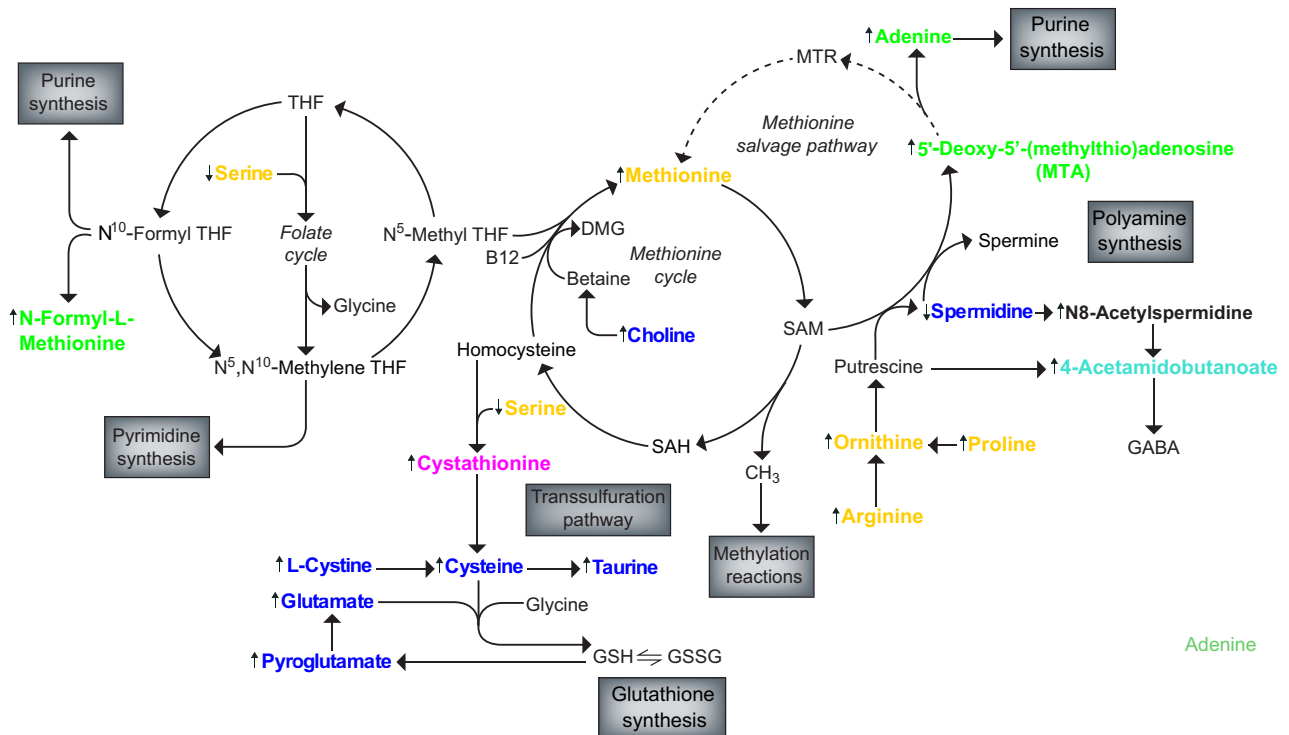 Purine
synthesis
↑Adenine
MTR
Purine
synthesis
THF
Methionine
salvage pathway
↑5'-Deoxy-5'-(methylthio)adenosine
(MTA)
↓Serine
↑Methionine
N10-Formyl THF
Folate
cycle
N5-Methyl THF
B12
DMG
Methionine
cycle
Betaine
Spermine
Polyamine
synthesis
Glycine
↑N-Formyl-L-
Methionine
↑Choline
SAM
↓Spermidine
↑N8-Acetylspermidine
N5,N10-Methylene THF
Homocysteine
Putrescine
↑4-Acetamidobutanoate
Pyrimidine
synthesis
↓Serine
SAH
↑Ornithine
↑Proline
GABA
↑Cystathionine
CH3
Transsulfuration
pathway
↑Arginine
Methylation
reactions
↑L-Cystine
↑Cysteine
↑Taurine
↑Glutamate
Glycine
↑Pyroglutamate
GSH ⇌ GSSG
Adenine
Glutathione
synthesis